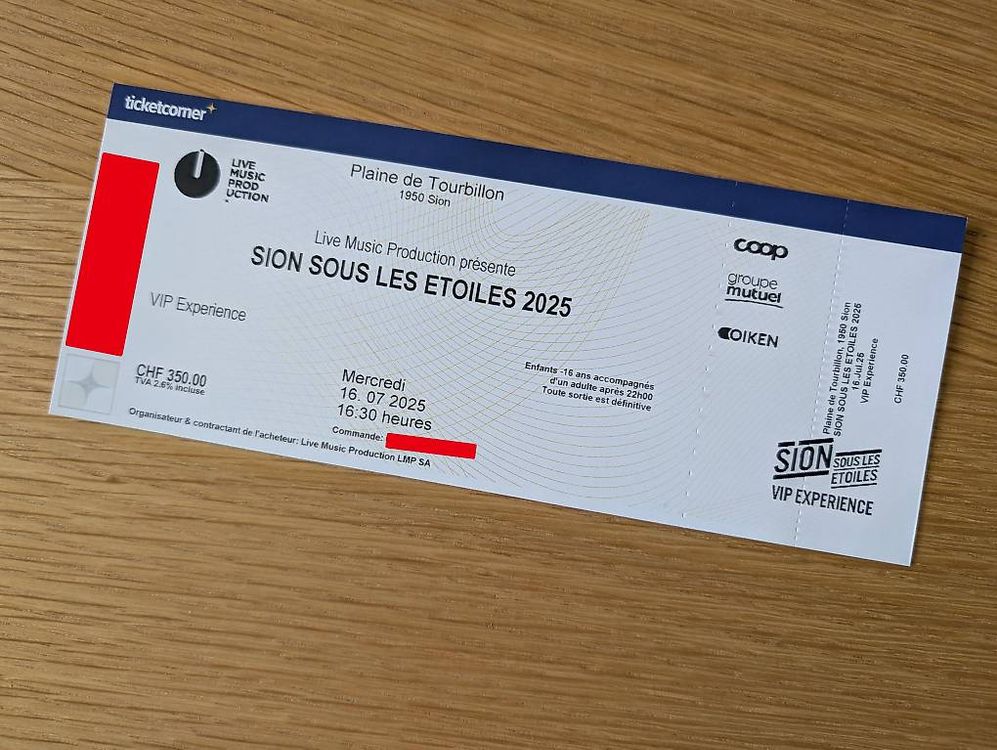 ticketcorner
LIVE
MUSIC
PROD
UCTION
Plaine de Tourbillon
1950 Sion
Live Music Production présente
SION SOUS LES ETOILES 2025
VIP Experience
CHF 350.00
TVA 2.6% incluse
Mercredi
16. 07 2025
16:30 heures
Commande:
Organisateur & contractant de l'acheteur: Live Music Production LMP SA
Enfants -16 ans accompagnés
d'un adulte après 22h00
Toute sortie est définitive
coop
groupe
mutuel
OIKEN
Plaine de Tourbillon, 1950 Sion
SION SOUS LES ETOILES 2025
16.Jul.25
VIP Experience
CHF 350.00
SION SOUS LES
ETOILES
VIP EXPERIENCE